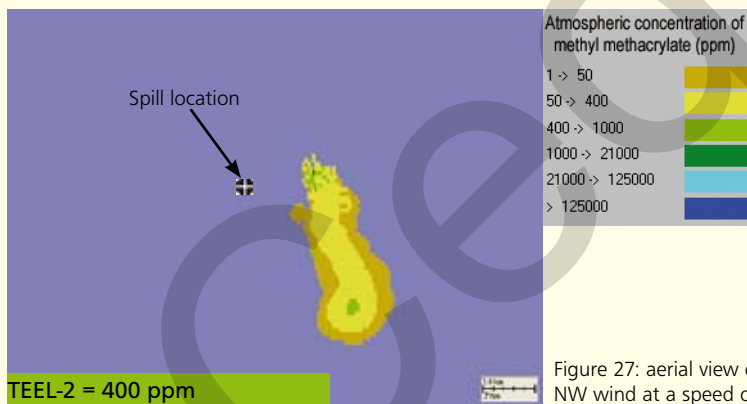 Atmospheric concentration of
methyl methacrylate (ppm)
1 -> 50
50 -> 400
400 -> 1000
1000 -> 21000
21000 -> 125000
> 125000
Spill location
TEEL-2 = 400 ppm
Figure 27: aerial view
NW wind at a speed